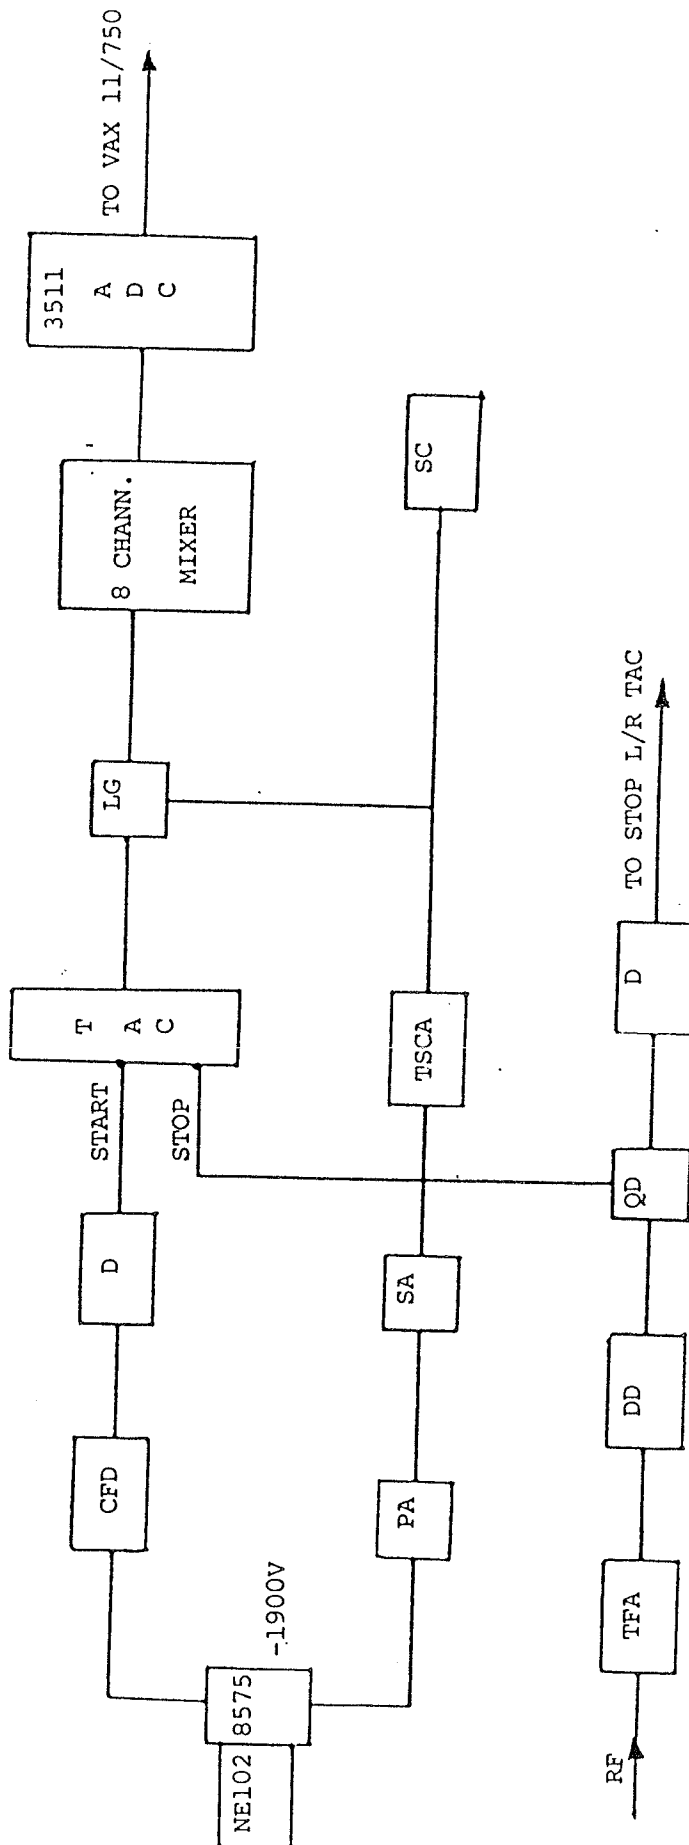 NE102
8575
-1900V
CFD
D
START
STOP
T
A
C
LG
8 CHANN.
MIXER
3511
A
D
C
TO VAX 11/750
PA
SA
TSCA
SC
RF
TFA
DD
QD
D
TO STOP L/R TAC